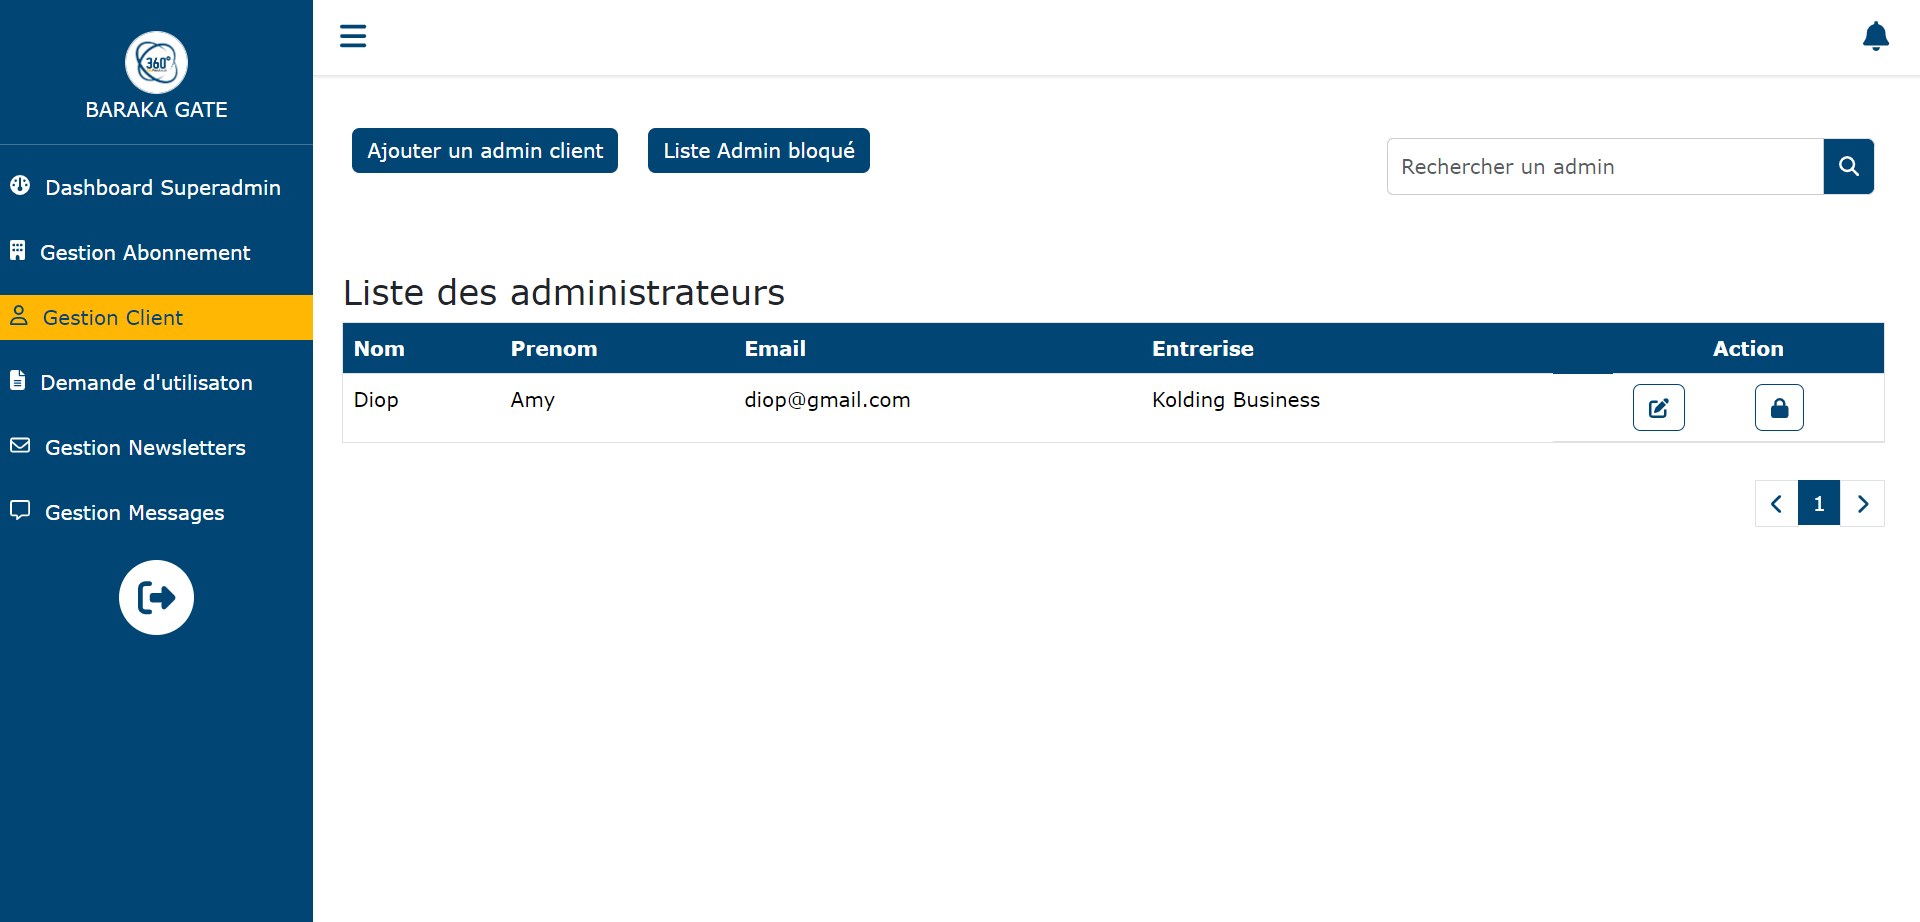 360°
BARAKA GATE
Dashboard Superadmin
Gestion Abonnement
Gestion Client
Demande d'utilisaton
Gestion Newsletters
Gestion Messages
Ajouter un admin client
Liste Admin bloqué
Rechercher un admin
Liste des administrateurs
Nom Prenom Email Entrerise Action
Diop Amy diop@gmail.com Kolding Business
1